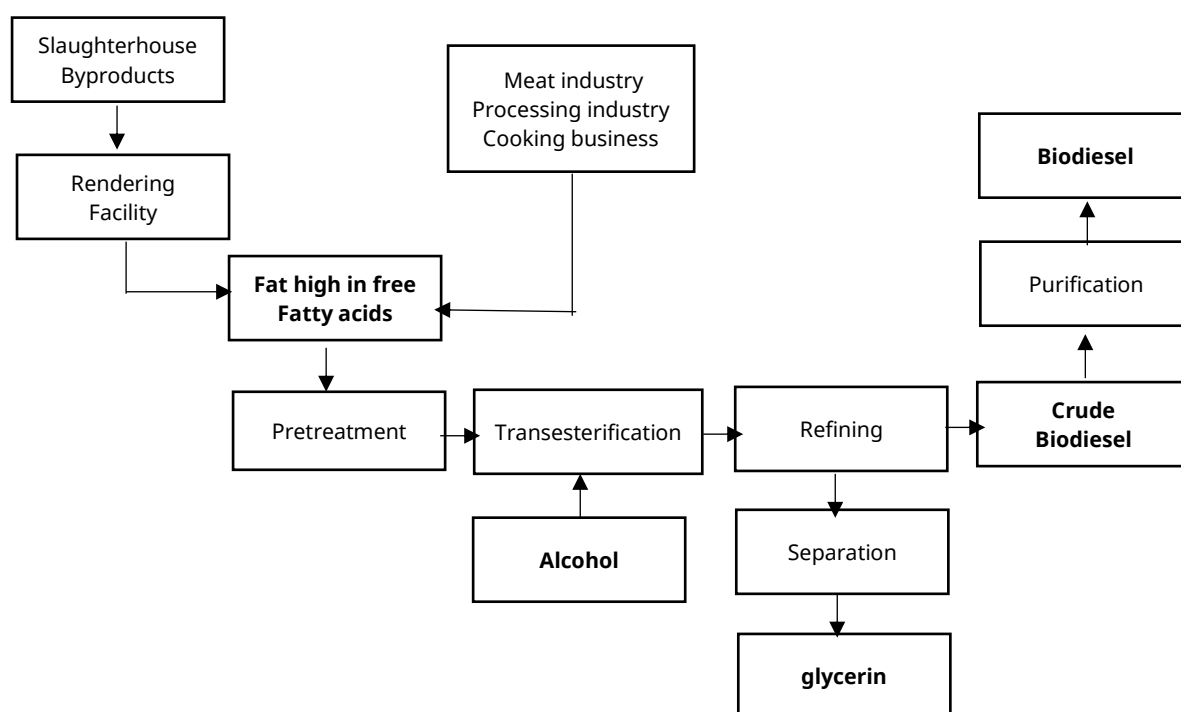 Slaughterhouse
Byproducts
Meat industry
Processing industry
Cooking business
Biodiesel
Rendering
Facility
Purification
Fat high in free
Fatty acids
Pretreatment
Transesterification
Refining
Crude
Biodiesel
Alcohol
Separation
glycerin